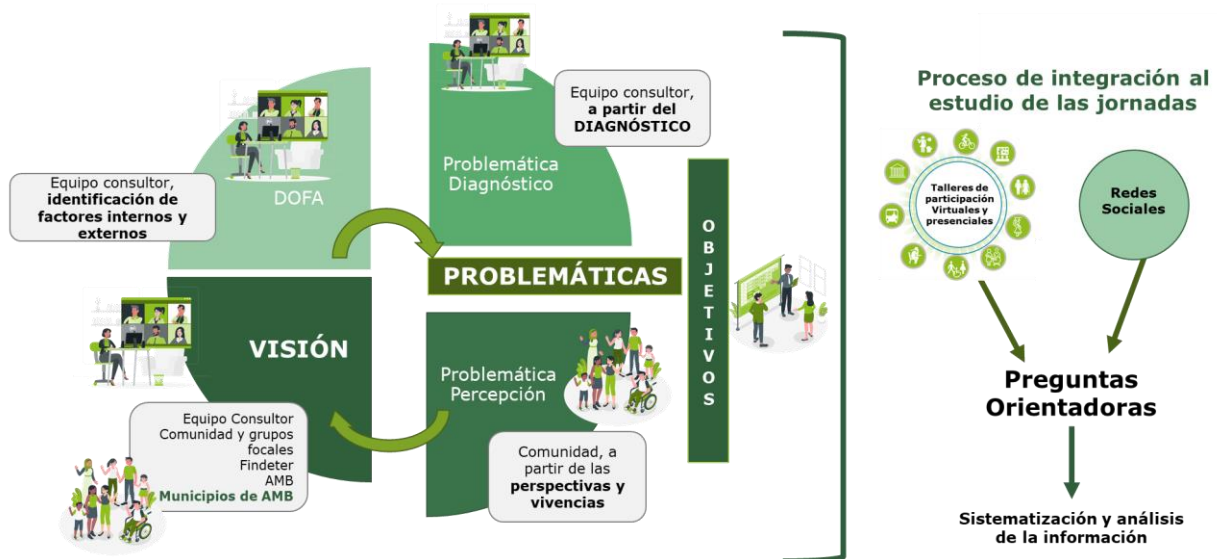 DOFA
Equipo consultor,
identificación de
factores internos y
externos
Equipo consultor,
a partir del
DIAGNÓSTICO
Problemática
Diagnóstico
PROBLEMÁTICAS
VISIÓN
Equipo Consultor
Comunidad y grupos
focales
Findeter
AMB
Municipios de AMB
Problemática
Percepción
Comunidad, a
partir de las
perspectivas y
vivencias
OBJETIVOS
Proceso de integración al
estudio de las jornadas
Talleres de
participación
Virtuales y
presenciales
Redes
Sociales
Preguntas
Orientadoras
Sistematización y análisis
de la información